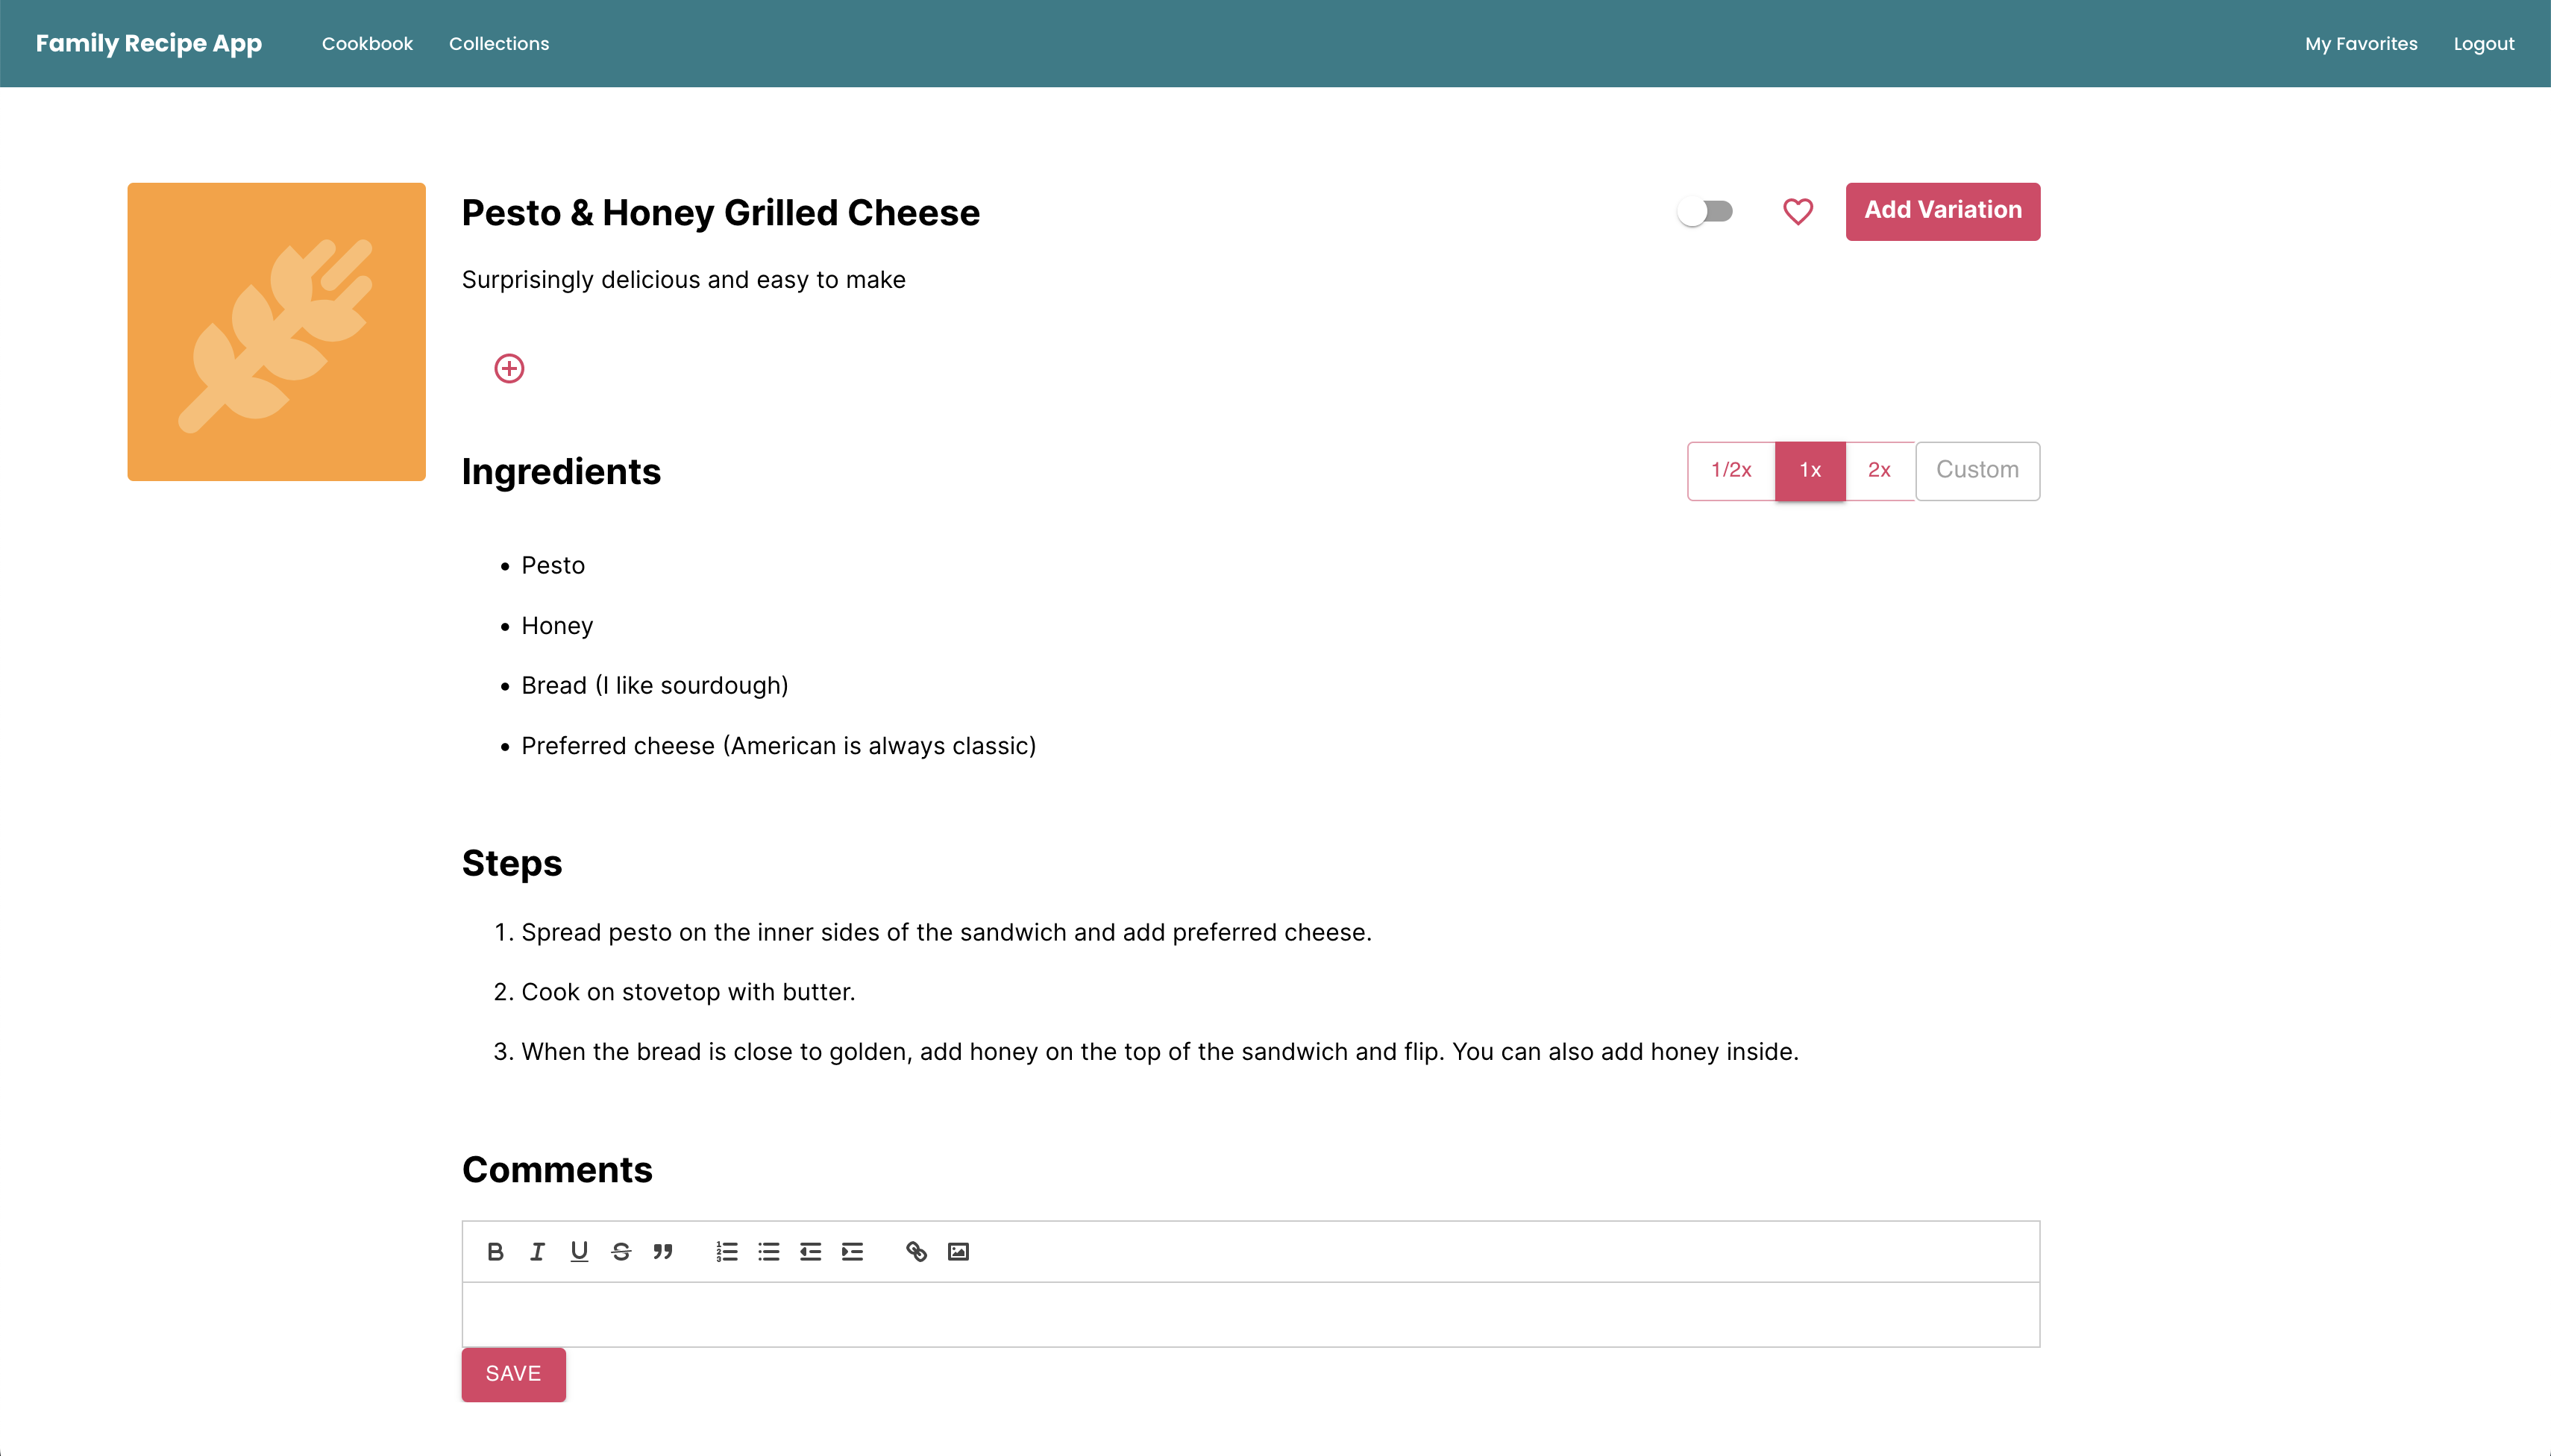 Family Recipe App Cookbook Collections My Favorites Logout
Pesto & Honey Grilled Cheese Add Variation
Surprisingly delicious and easy to make
Ingredients 1/2x 1x 2x Custom
• Pesto
• Honey
• Bread (I like sourdough)
• Preferred cheese (American is always classic)
Steps
1. Spread pesto on the inner sides of the sandwich and add preferred cheese.
2. Cook on stovetop with butter.
3. When the bread is close to golden, add honey on the top of the sandwich and flip. You can also add honey inside.
Comments
SAVE